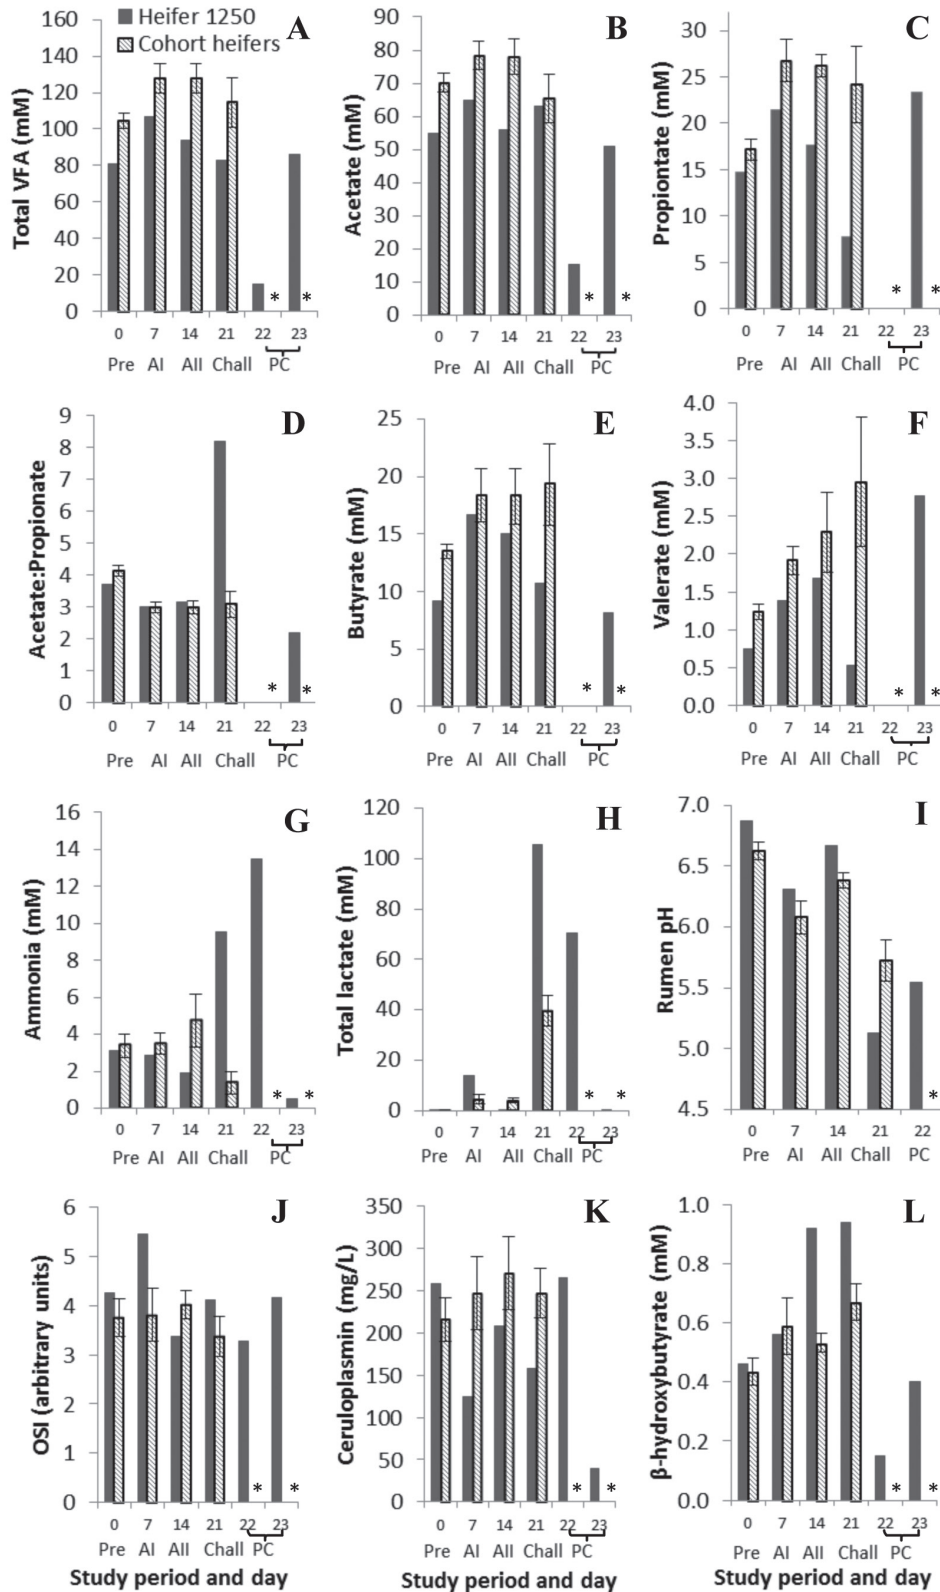 Heifer 1250
Cohort heifers
A
Total VFA (mM)
160
140
120
100
80
60
40
20
0
* *
0 7 14 21 22 23
Pre AI AII Chall PC
B
Acetate (mM)
90
80
70
60
50
40
30
20
10
0
* *
0 7 14 21 22 23
Pre AI AII Chall PC
C
Propiontate (mM)
30
25
20
15
10
5
0
* *
0 7 14 21 22 23
Pre AI AII Chall PC
D
Acetate:Propionate
9
8
7
6
5
4
3
2
1
0
* *
0 7 14 21 22 23
Pre AI AII Chall PC
E
Butyrate (mM)
25
20
15
10
5
0
* *
0 7 14 21 22 23
Pre AI AII Chall PC
F
Valerate (mM)
4.0
3.5
3.0
2.5
2.0
1.5
1.0
0.5
0
* *
0 7 14 21 22 23
Pre AI AII Chall PC
G
Ammonia (mM)
16
14
12
10
8
6
4
2
0
* *
0 7 14 21 22 23
Pre AI AII Chall PC
H
Total lactate (mM)
120
100
80
60
40
20
0
* *
0 7 14 21 22 23
Pre AI AII Chall PC
I
Rumen pH
7.0
6.5
6.0
5.5
5.0
4.5
*
0 7 14 21 22
Pre AI AII Chall PC
J
OSI (arbitrary units)
6
5
4
3
2
1
0
* *
0 7 14 21 22 23
Pre AI AII Chall PC
Study period and day
K
Ceruloplasmin (mg/L)
350
300
250
200
150
100
50
0
* *
0 7 14 21 22 23
Pre AI AII Chall PC
Study period and day
L
β-hydroxybutyrate (mM)
1.0
0.8
0.6
0.4
0.2
0.0
* *
0 7 14 21 22 23
Pre AI AII Chall PC
Study period and day